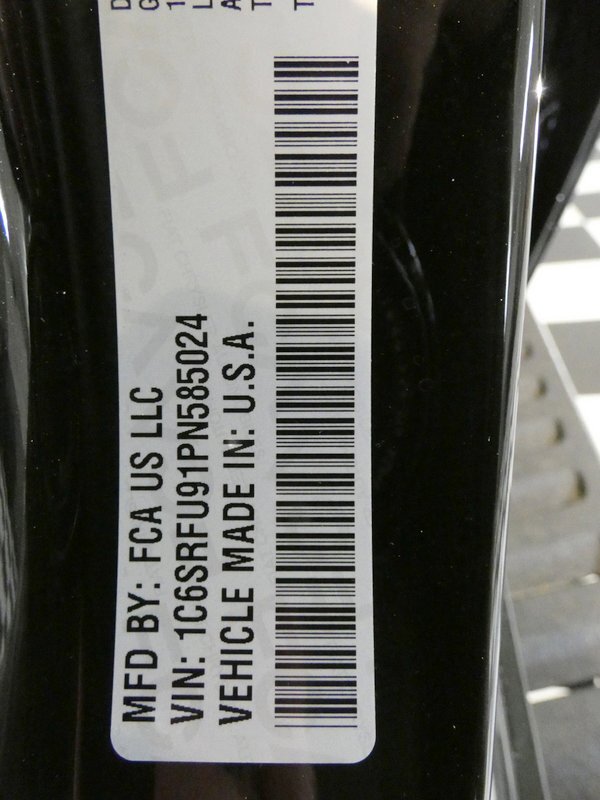 MFD BY: FCA US LLC
VIN: 1C6SRFU91PN585024
VEHICLE MADE IN: U.S.A.